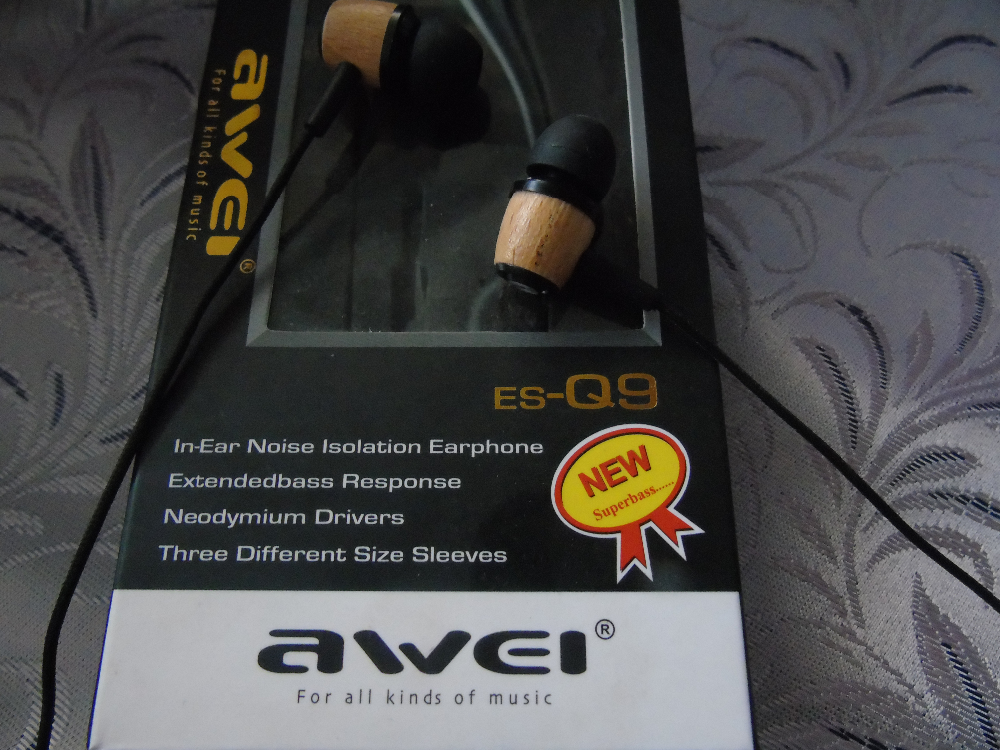 awei®
For all kinds of music
ES-Q9
In-Ear Noise Isolation Earphone
Extendedbass Response
Neodymium Drivers
Three Different Size Sleeves
NEW
Superbass......
awei®
For all kinds of music